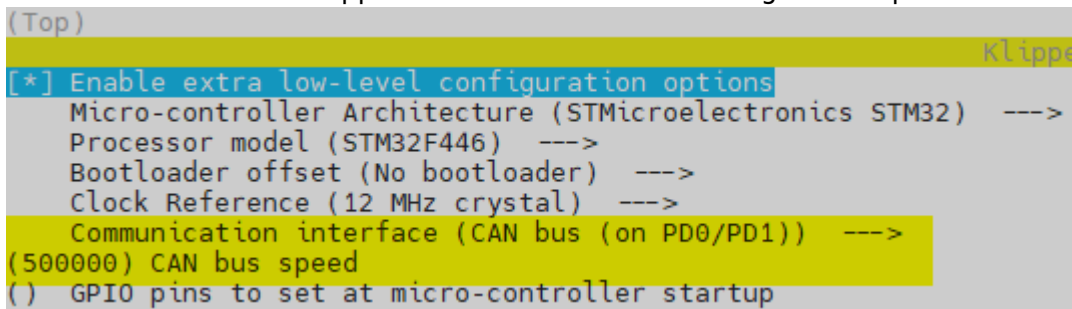 (Top)
Klippe
[*] Enable extra low-level configuration options
Micro-controller Architecture (STMicroelectronics STM32) --->
Processor model (STM32F446) --->
Bootloader offset (No bootloader) --->
Clock Reference (12 MHz crystal) --->
Communication interface (CAN bus (on PD0/PD1)) --->
(500000) CAN bus speed
() GPIO pins to set at micro-controller startup